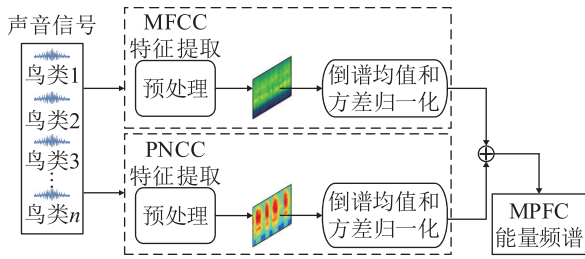 声音信号
鸟类1
鸟类2
鸟类3
⋮
鸟类n
MFCC
特征提取
预处理
倒谱均值和
方差归一化
PNCC
特征提取
预处理
倒谱均值和
方差归一化
MPFC
能量频谱